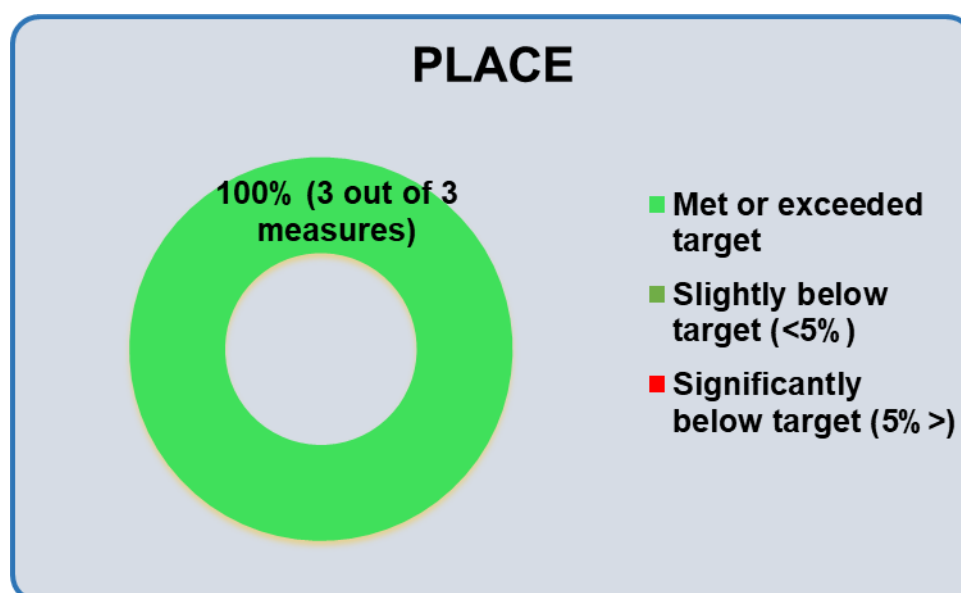 PLACE
100% (3 out of 3
measures)
Met or exceeded
target
Slightly below
target (<5%)
Significantly
below target (5% >)